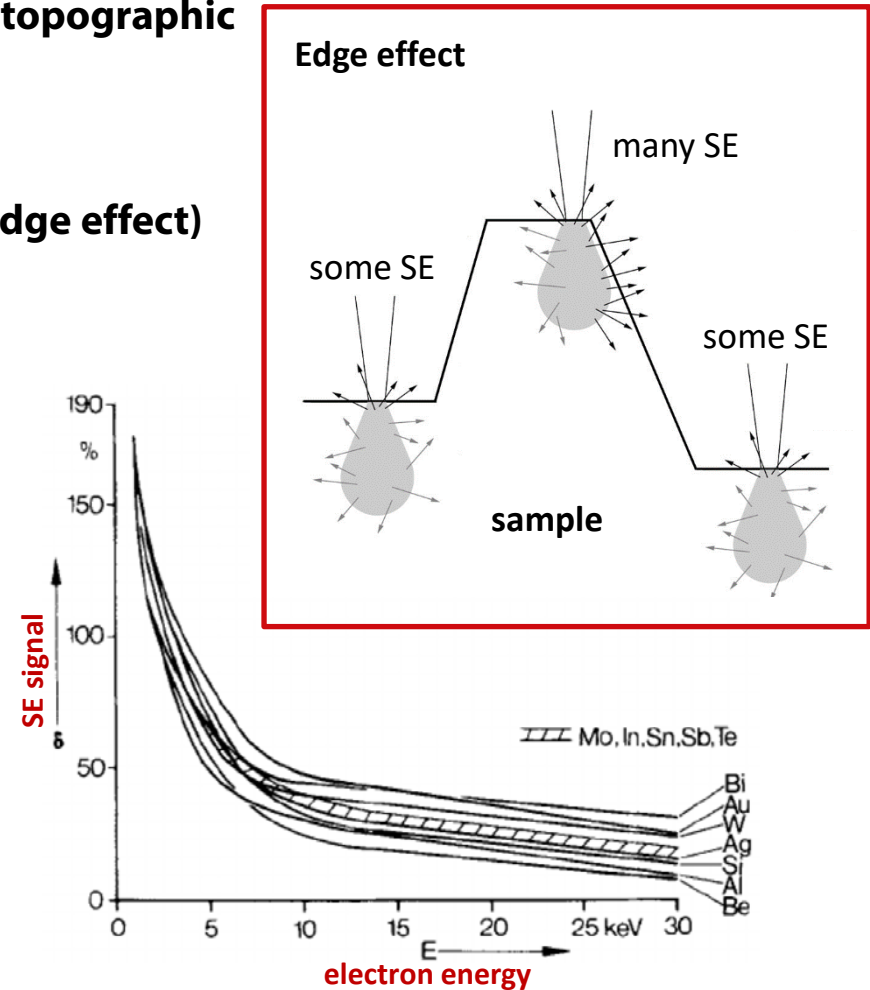 topographic
Edge effect
many SE
dge effect)
some SE
some SE
sample
190
%
150
100
50
0
SE signal
δ
Mo, In, Sn, Sb, Te
Bi
Au
W
Ag
Si
Al
Be
0 5 10 15 20 25 keV 30
E
electron energy